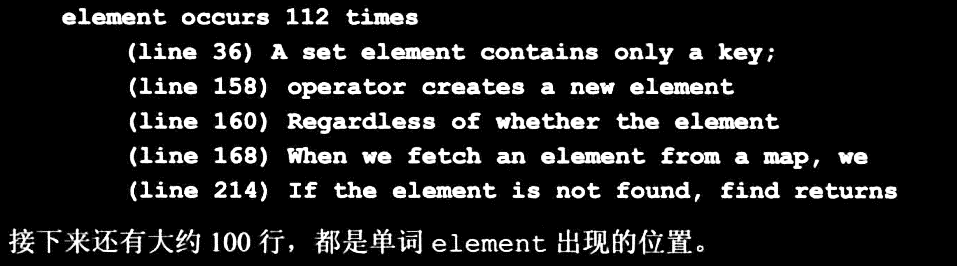 element occurs 112 times
(line 36) A set element contains only a key;
(line 158) operator creates a new element
(line 160) Regardless of whether the element
(line 168) When we fetch an element from a map, we
(line 214) If the element is not found, find returns
接下来还有大约 100 行，都是单词 element 出现的位置。